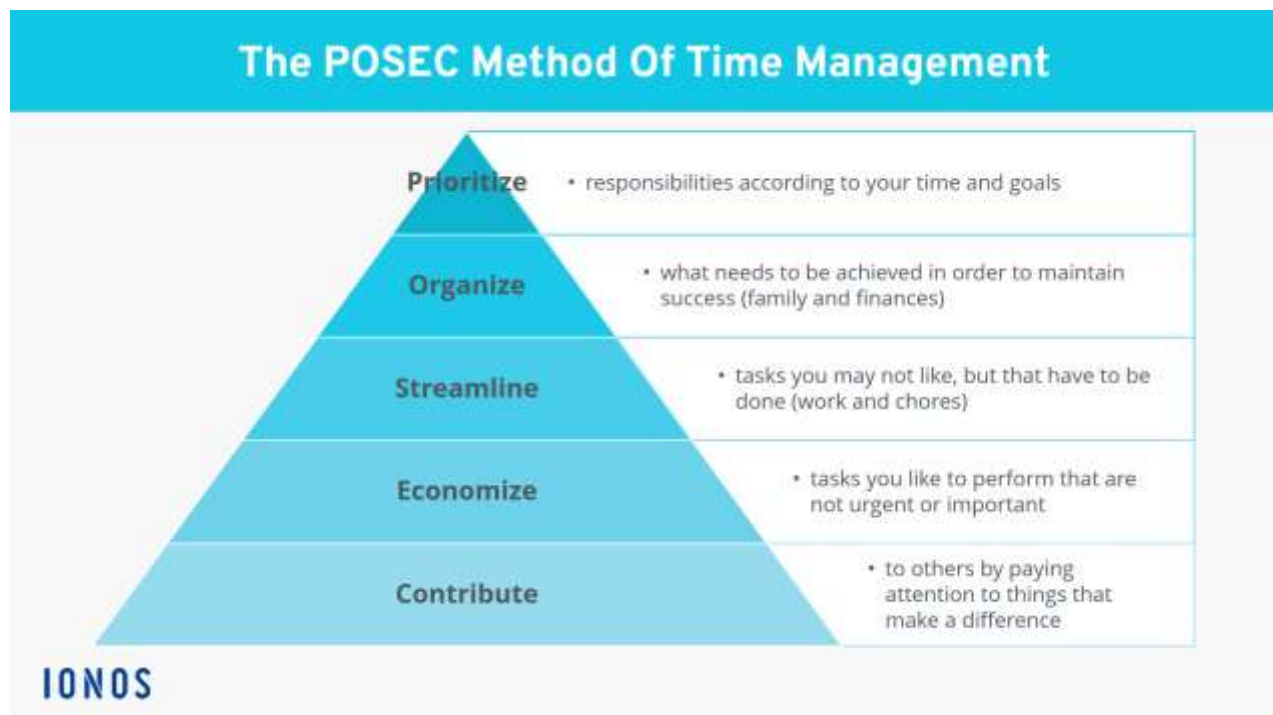 The POSEC Method Of Time Management
Prioritize
• responsibilities according to your time and goals
Organize
• what needs to be achieved in order to maintain
success (family and finances)
Streamline
• tasks you may not like, but that have to be
done (work and chores)
Economize
• tasks you like to perform that are
not urgent or important
Contribute
• to others by paying
attention to things that
make a difference
IONOS